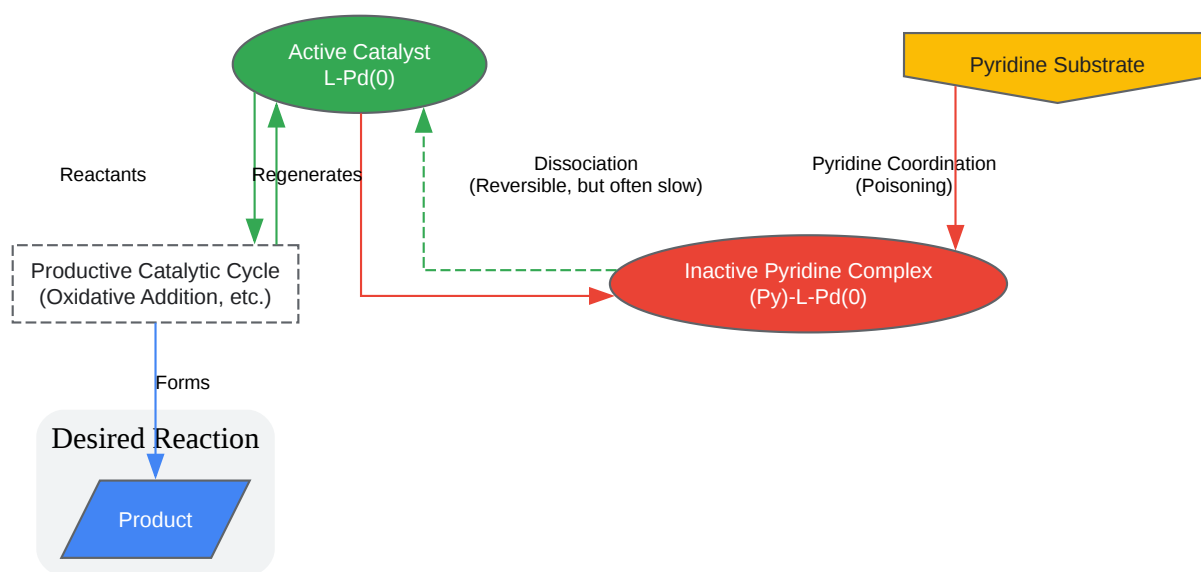 Active Catalyst
L-Pd(0)
Pyridine Substrate
Reactants
Regenerates
Dissociation
(Reversible, but often slow)
Pyridine Coordination
(Poisoning)
Productive Catalytic Cycle
(Oxidative Addition, etc.)
Inactive Pyridine Complex
(Py)-L-Pd(0)
Forms
Desired Reaction
Product